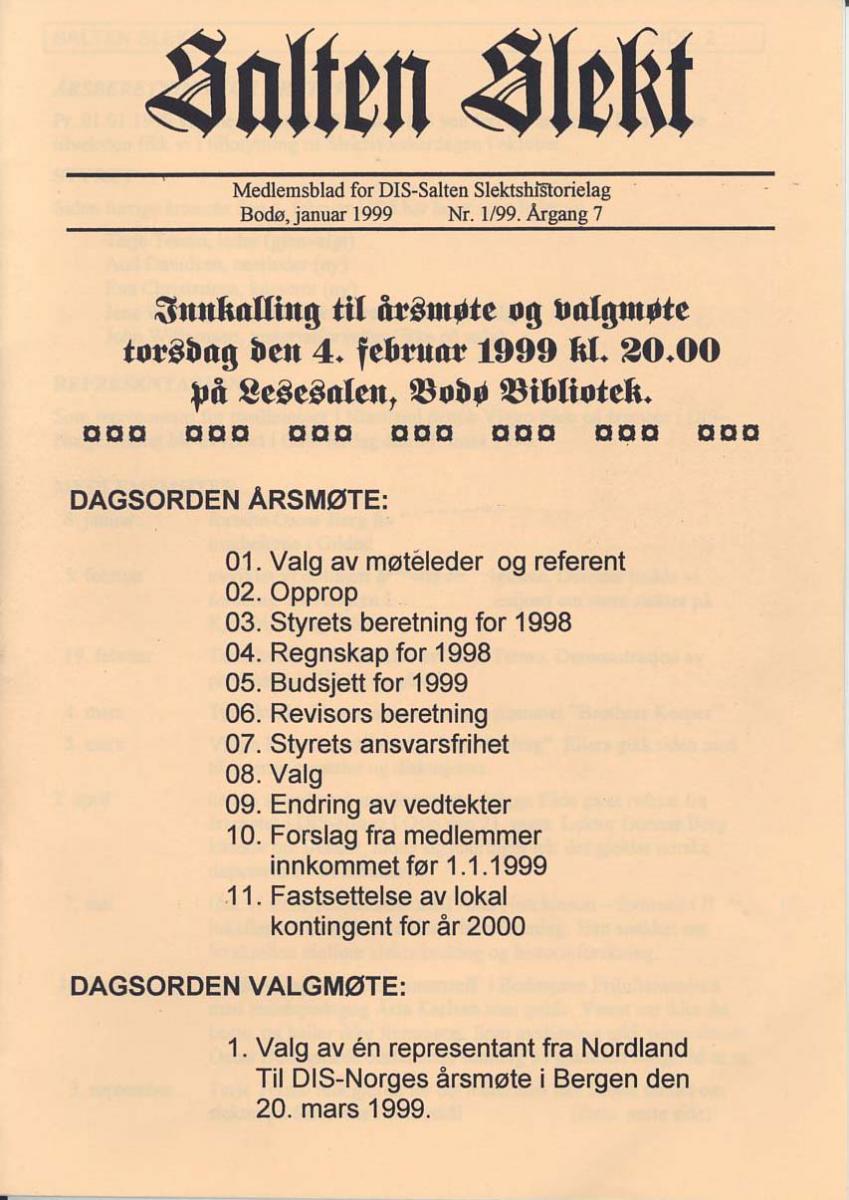 Salten Slekt
Medlemsblad for DIS-Salten Slektshistorielag
Bodø, januar 1999 Nr. 1/99. Årgang 7
Innkalling til årsmøte og valgmøte
torsdag den 4. februar 1999 kl. 20.00
på Lesesalen, Bodø Bibliotek.
¤¤¤ ¤¤¤ ¤¤¤ ¤¤¤ ¤¤¤ ¤¤¤ ¤¤¤
DAGSORDEN ÅRSMØTE:
01. Valg av møteleder og referent
02. Opprop
03. Styrets beretning for 1998
04. Regnskap for 1998
05. Budsjett for 1999
06. Revisors beretning
07. Styrets ansvarsfrihet
08. Valg
09. Endring av vedtekter
10. Forslag fra medlemmer
innkommet før 1.1.1999
11. Fastsettelse av lokal
kontingent for år 2000
DAGSORDEN VALGMØTE:
1. Valg av én representant fra Nordland
Til DIS-Norges årsmøte i Bergen den
20. mars 1999.